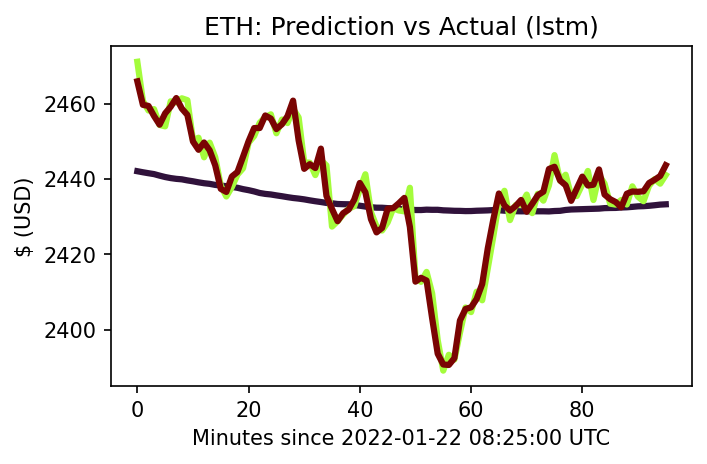 ETH: Prediction vs Actual (lstm)
$ (USD)
2460
2440
2420
2400
0 20 40 60 80
Minutes since 2022-01-22 08:25:00 UTC